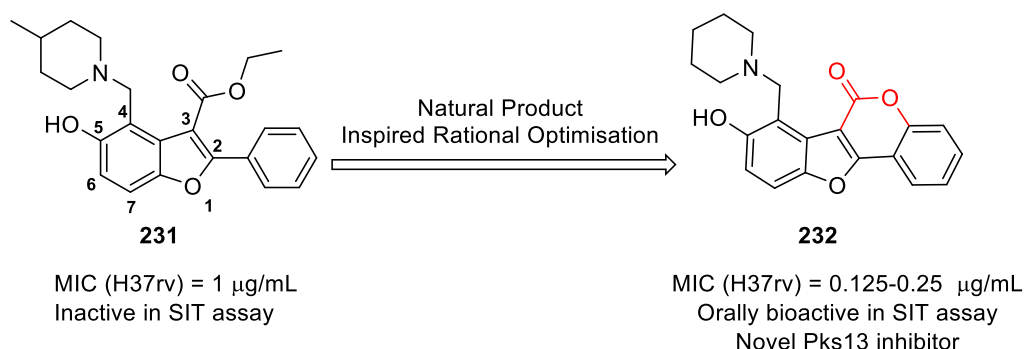 N
O
O
4
3
HO
5
2
6
O
7
1
231
MIC (H37rv) = 1 μg/mL
Inactive in SIT assay
Natural Product
Inspired Rational Optimisation
N
O
O
HO
O
232
MIC (H37rv) = 0.125-0.25 μg/mL
Orally bioactive in SIT assay
Novel Pks13 inhibitor